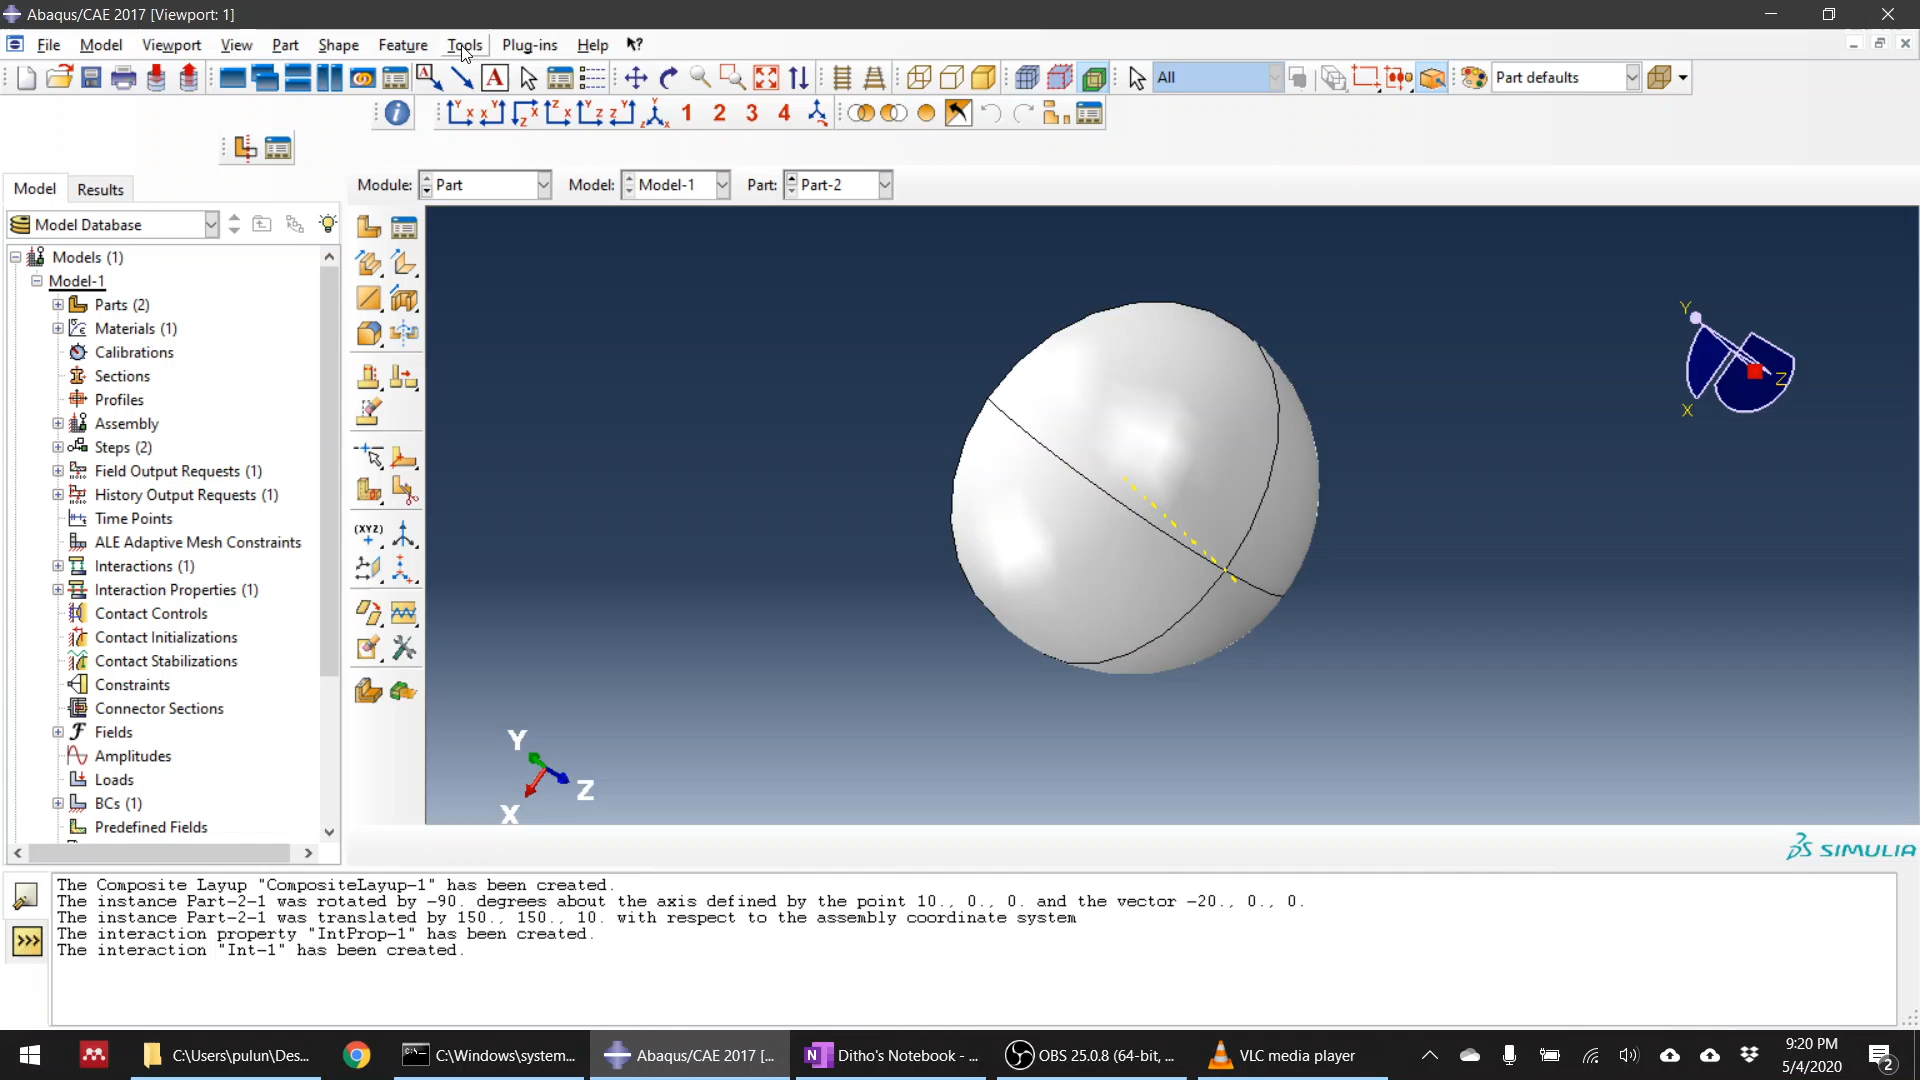 Abaqus/CAE 2017 [Viewport: 1]
File Model Viewport View Part Shape Feature Tools Plug-ins Help
All
Part defaults
1 2 3 4
Model Results
Module: Part Model: Model-1 Part: Part-2
Model Database
Models (1)
Model-1
Parts (2)
Materials (1)
Calibrations
Sections
Profiles
Assembly
Steps (2)
Field Output Requests (1)
History Output Requests (1)
Time Points
ALE Adaptive Mesh Constraints
Interactions (1)
Interaction Properties (1)
Contact Controls
Contact Initializations
Contact Stabilizations
Constraints
Connector Sections
Fields
Amplitudes
Loads
BCs (1)
Predefined Fields
(XYZ)
Y
Z
X
Y
Z
X
SIMULIA
The Composite Layup "CompositeLayup-1" has been created.
The instance Part-2-1 was rotated by -90. degrees about the axis defined by the point 10., 0., 0. and the vector -20., 0., 0.
The instance Part-2-1 was translated by 150., 150., 10. with respect to the assembly coordinate system
The interaction property "IntProp-1" has been created.
The interaction "Int-1" has been created.
C:\Users\pulun\Des...
C:\Windows\system...
Abaqus/CAE 2017 [...
Ditho's Notebook - ...
OBS 25.0.8 (64-bit, ...
VLC media player
9:20 PM
5/4/2020
2